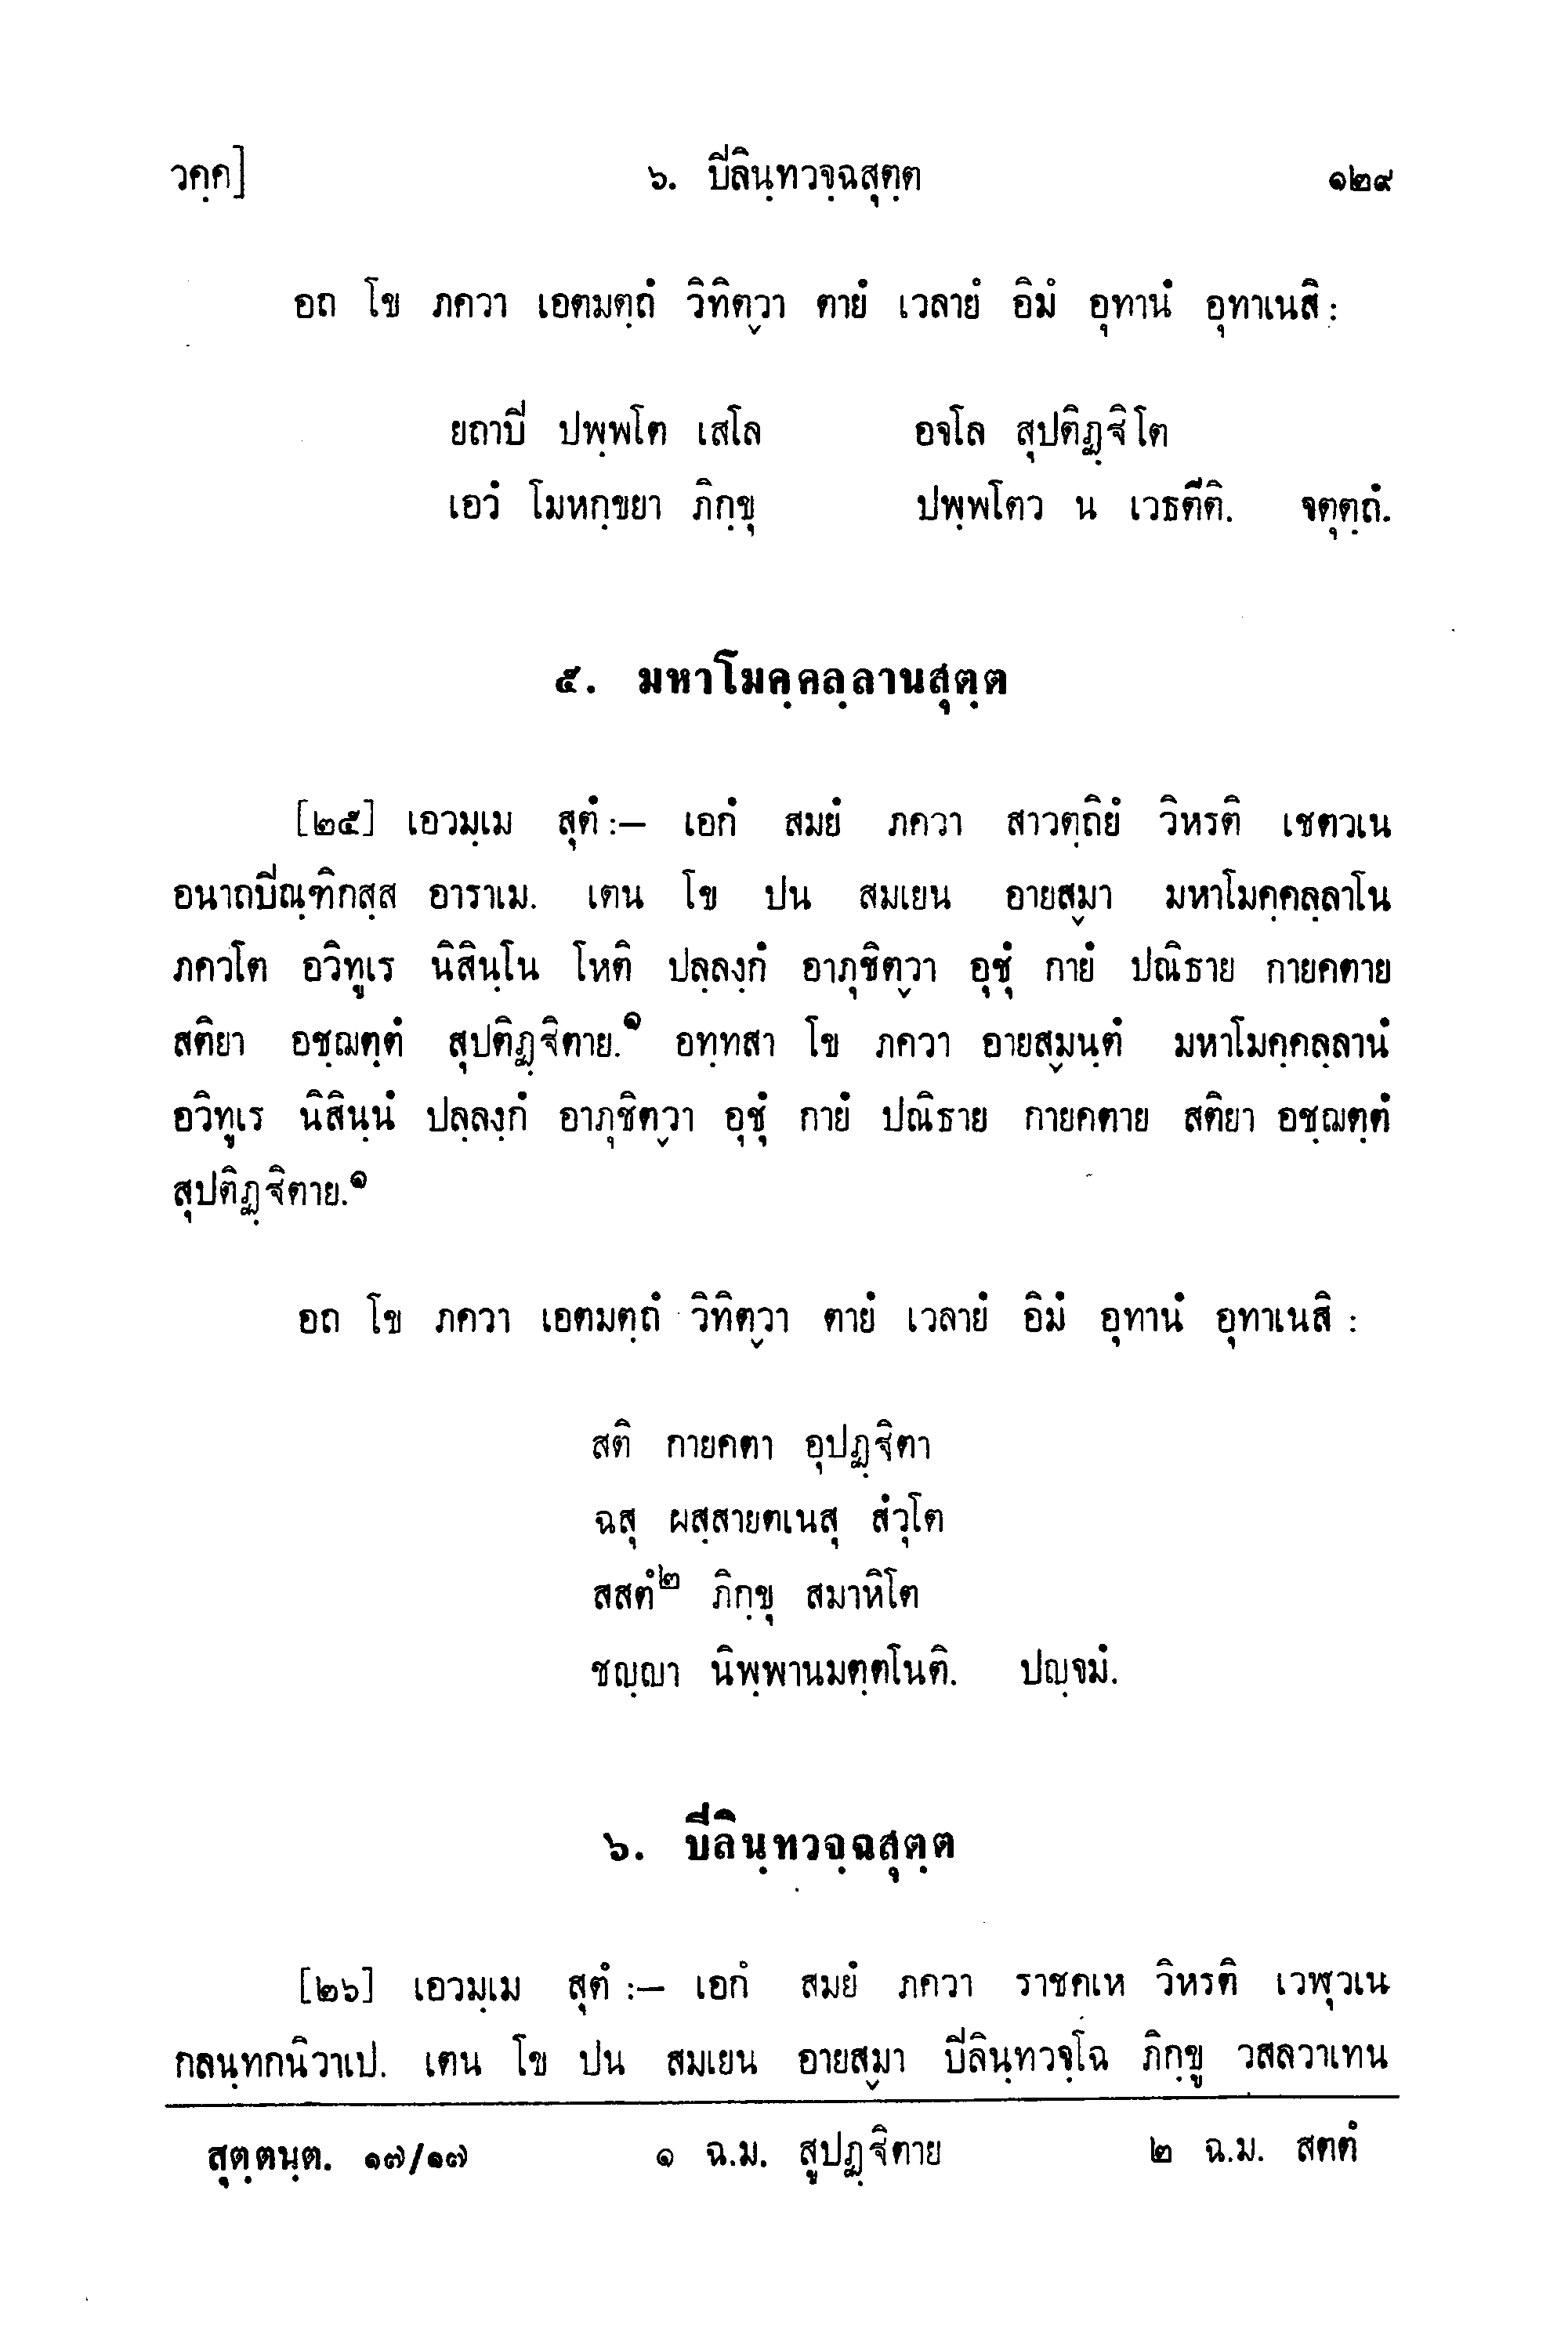 วคฺค] ๖. ปิลินฺทวจฺฉสุตฺต ๑๒๙
อถ โข ภควา เอตมตฺถํ วิทิตฺวา ตายํ เวลายํ อิมํ อุทานํ อุทาเนสิ :
ยถาปิ ปพฺพโต เสโล อจโล สุปติฏฺฐิโต
เอวํ โมหกฺขยา ภิกฺขุ ปพฺพโตว น เวธตีติ. จตุตฺถํ.
๕. มหาโมคฺคลฺลานสุตฺต
[๒๕] เอวมฺเม สุตํ :– เอกํ สมยํ ภควา สาวตฺถิยํ วิหรติ เชตวเน
อนาถปิณฺฑิกสฺส อาราเม. เตน โข ปน สมเยน อายสฺมา มหาโมคฺคลฺลาโน
ภควโต อวิทูเร นิสินฺโน โหติ ปลฺลงฺกํ อาภุชิตฺวา อุชุํ กายํ ปณิธาย กายคตาย
สติยา อชฺฌตฺตํ สุปติฏฺฐิตาย.๑ อทฺทสา โข ภควา อายสฺมนฺตํ มหาโมคฺคลฺลานํ
อวิทูเร นิสินฺนํ ปลฺลงฺกํ อาภุชิตฺวา อุชุํ กายํ ปณิธาย กายคตาย สติยา อชฺฌตฺตํ
สุปติฏฺฐิตาย.๑
อถ โข ภควา เอตมตฺถํ วิทิตฺวา ตายํ เวลายํ อิมํ อุทานํ อุทาเนสิ :
สติ กายคตา อุปฏฺฐิตา
ฉสุ ผสฺสายตเนสุ สํวุโต
สสตํ๒ ภิกฺขุ สมาหิโต
ชญฺญา นิพฺพานมตฺตโนติ. ปญฺจมํ.
๖. ปิลินฺทวจฺฉสุตฺต
[๒๖] เอวมฺเม สุตํ :– เอกํ สมยํ ภควา ราชคเห วิหรติ เวฬุวเน
กลนฺทกนิวาเป. เตน โข ปน สมเยน อายสฺมา ปิลินฺทวจฺโฉ ภิกฺขู วสลวาเทน
สุตฺตนฺต. ๑๗/๑๗ ๑ ฉ.ม. สูปฏฺฐิตาย ๒ ฉ.ม. สตตํ